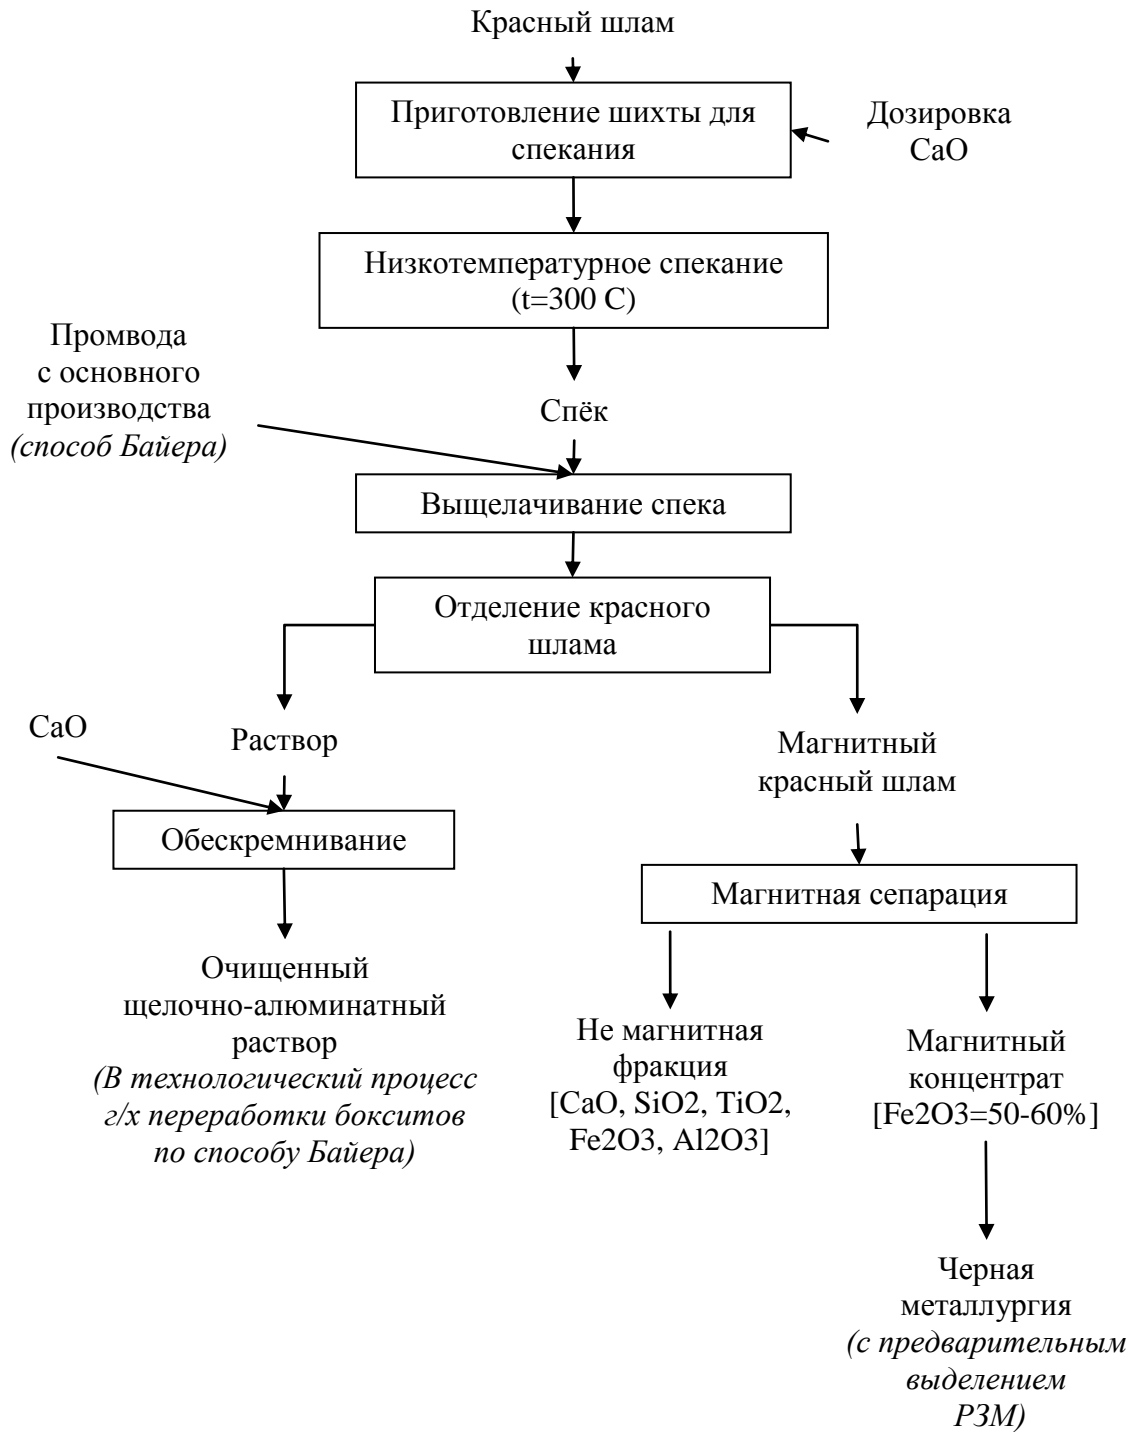 Красный шлам
Приготовление шихты для
спекания
Дозировка
CaO
Низкотемпературное спекание
(t=300 C)
Промвода
с основного
производства
(способ Байера)
Спёк
Выщелачивание спека
Отделение красного
шлама
CaO
Раствор
Магнитный
красный шлам
Обескремнивание
Магнитная сепарация
Очищенный
щелочно-алюминатный
раствор
(В технологический процесс
г/х переработки бокситов
по способу Байера)
Не магнитная
фракция
[CaO, SiO2, TiO2,
Fe2O3, Al2O3]
Магнитный
концентрат
[Fe2O3=50-60%]
Черная
металлургия
(с предварительным
выделением
РЗМ)